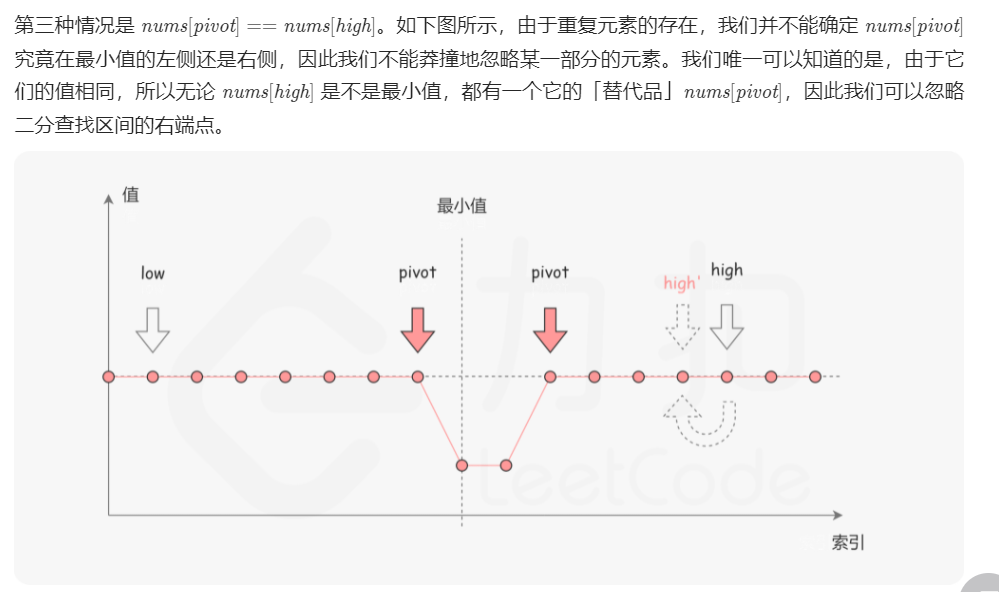 第三种情况是 nums[pivot] == nums[high]。如下图所示，由于重复元素的存在，我们并不能确定 nums[pivot]
究竟在最小值的左侧还是右侧，因此我们不能莽撞地忽略某一部分的元素。我们唯一可以知道的是，由于它
们的值相同，所以无论 nums[high] 是不是最小值，都有一个它的「替代品」nums[pivot]，因此我们可以忽略
二分查找区间的右端点。
值
最小值
low
pivot
pivot
high'
high
力扣
LeetCode
索引